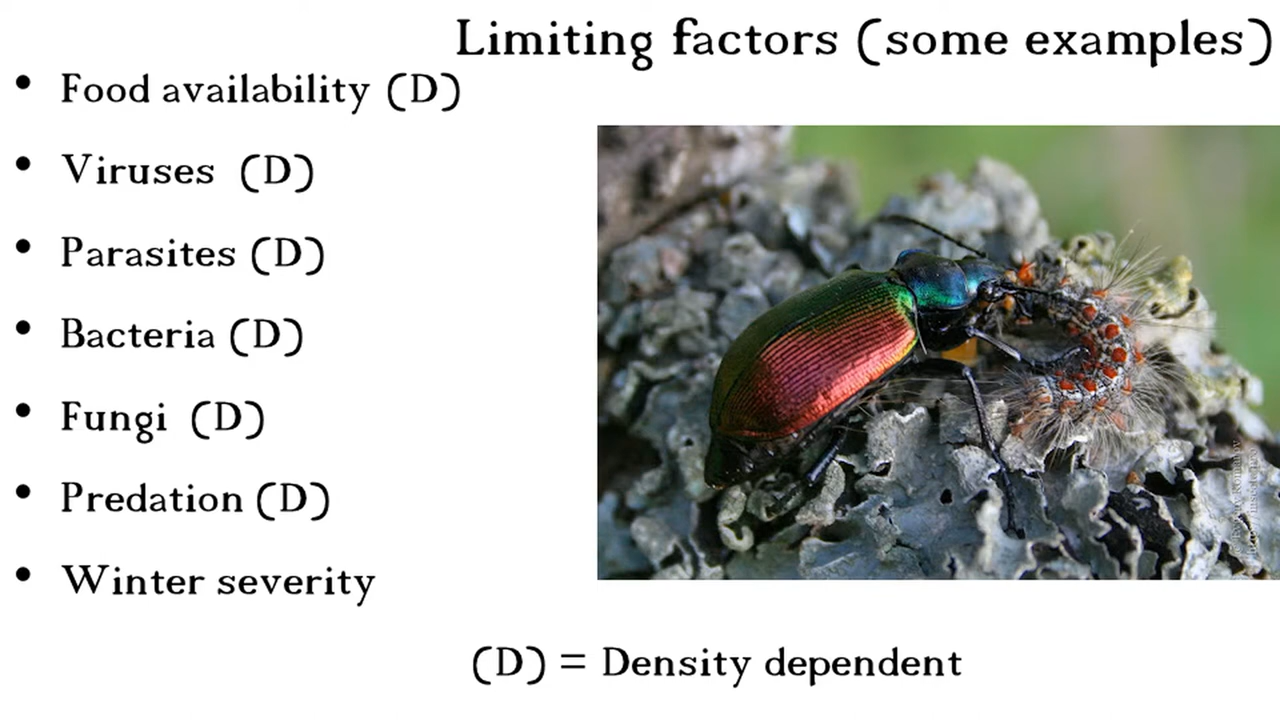 Limiting factors (some examples)
• Food availability (D)
• Viruses (D)
• Parasites (D)
• Bacteria (D)
• Fungi (D)
• Predation (D)
• Winter severity
(D) = Density dependent